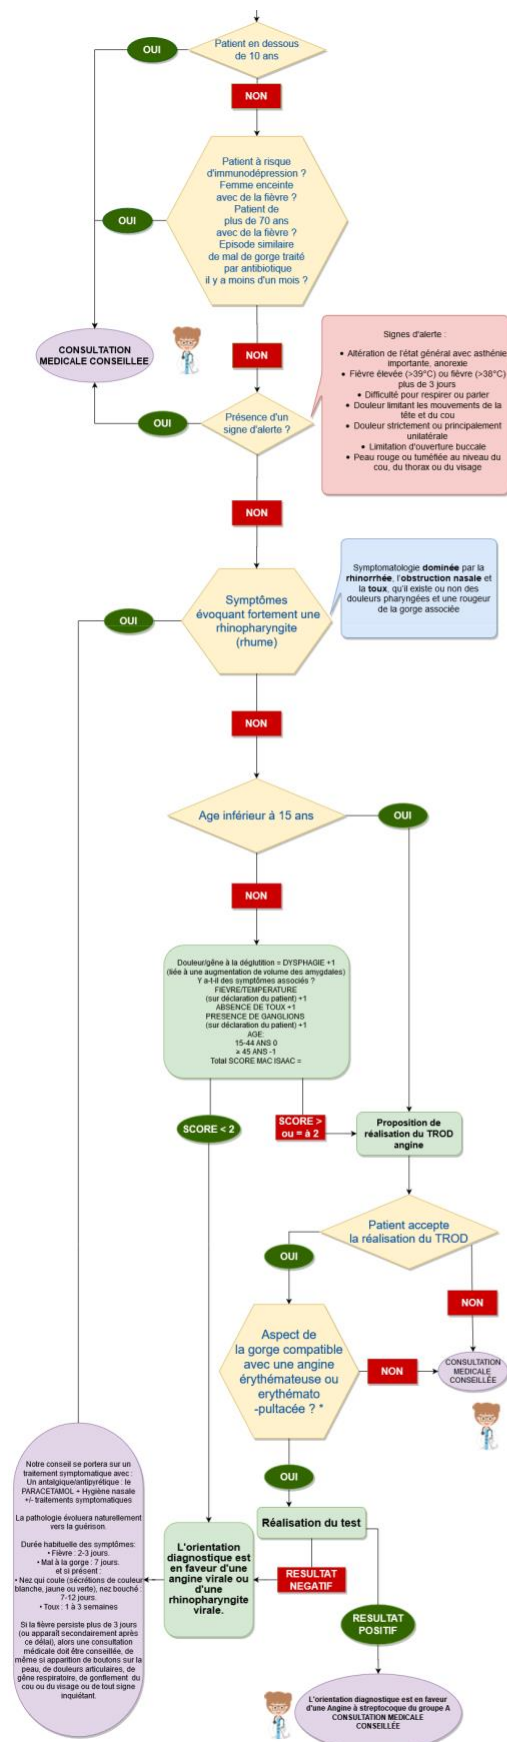 Patient en dessous
de 10 ans
OUI
NON
Patient à risque
d'immunodépression ?
Femme enceinte
avec de la fièvre ?
Patient de
plus de 70 ans
avec de la fièvre ?
Episode similaire
de mal de gorge traité
par antibiotique
il y a moins d'un mois ?
OUI
CONSULTATION
MEDICALE CONSEILLEE
NON
Signes d'alerte :
• Altération de l'état général avec asthénie
importante, anorexie
• Fièvre élevée (>39°C) ou fièvre (>38°C)
plus de 3 jours
• Difficulté pour respirer ou parler
• Douleur limitant les mouvements de la
tête et du cou
• Douleur strictement ou principalement
unilatérale
• Limitation d'ouverture buccale
• Peau rouge ou tuméfiée au niveau du
cou, du thorax ou du visage
Présence d'un
signe d'alerte ?
OUI
NON
Symptomatologie dominée par la
rhinorrhée, l'obstruction nasale et
la toux, qu'il existe ou non des
douleurs pharyngées et une rougeur
de la gorge associée
Symptômes
évoquant fortement une
rhinopharyngite
(rhume)
OUI
NON
Age inférieur à 15 ans
OUI
NON
Douleur/gêne à la déglutition = DYSPHAGIE +1
(liée à une augmentation de volume des amygdales)
Y a-t-il des symptômes associés ?
FIEVRE/TEMPERATURE
(sur déclaration du patient) +1
ABSENCE DE TOUX +1
PRESENCE DE GANGLIONS
(sur déclaration du patient) +1
AGE:
15-44 ANS 0
≥ 45 ANS -1
Total SCORE MAC ISAAC =
SCORE < 2
SCORE >
ou = à 2
Proposition de
réalisation du TROD
angine
Patient accepte
la réalisation du TROD
OUI
NON
Aspect de
la gorge compatible
avec une angine
érythémateuse ou
erythémato
-pultacée ? *
NON
CONSULTATION
MEDICALE
CONSEILLÉE
OUI
Réalisation du test
RESULTAT
NEGATIF
L'orientation
diagnostique est
en faveur d'une
angine virale ou
d'une
rhinopharyngite
virale.
Notre conseil se portera sur un
traitement symptomatique avec :
Un antalgique/antipyrétique : le
PARACETAMOL + Hygiène nasale
+/- traitements symptomatiques
La pathologie évoluera naturellement
vers la guérison.
Durée habituelle des symptômes:
• Fièvre : 2-3 jours.
• Mal à la gorge : 7 jours.
et si présent :
• Nez qui coule (sécrétions de couleur
blanche, jaune ou verte), nez bouché :
7-12 jours.
• Toux : 1 à 3 semaines
Si la fièvre persiste plus de 3 jours
(ou apparaît secondairement après
ce délai), alors une consultation
médicale doit être conseillée, de
même si apparition de boutons sur la
peau, de douleurs articulaires, de
gêne respiratoire, de gonflement du
cou ou du visage ou de tout signe
inquiétant.
RESULTAT
POSITIF
L'orientation diagnostique est en faveur
d'une Angine à streptocoque du groupe A
CONSULTATION MEDICALE
CONSEILLÉE